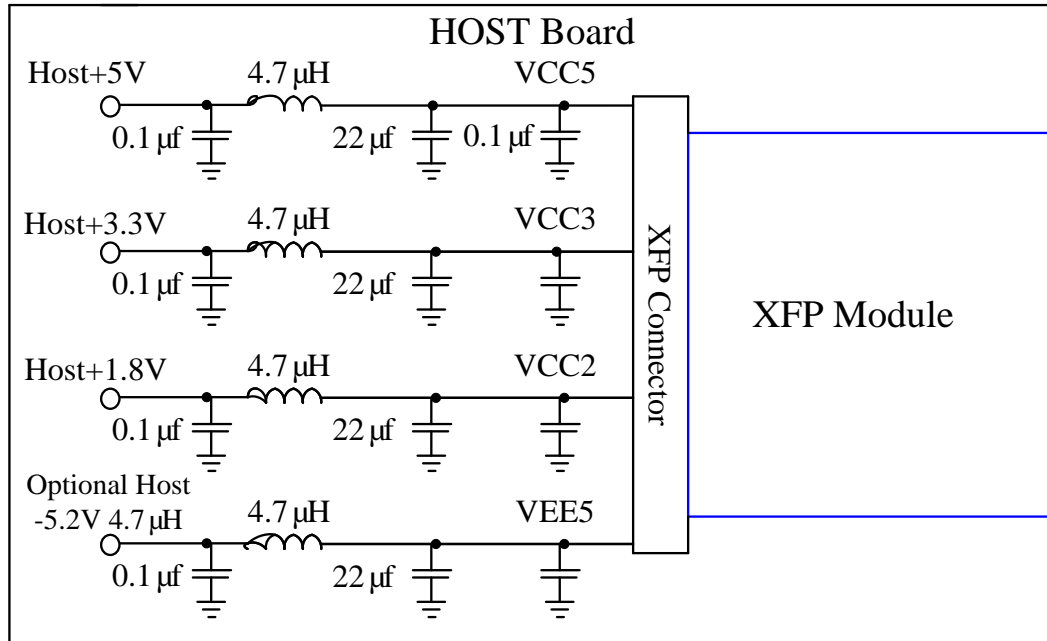 HOST Board
Host+5V
4.7 μH
VCC5
0.1 μf
22 μf
0.1 μf
Host+3.3V
4.7 μH
VCC3
0.1 μf
22 μf
Host+1.8V
4.7 μH
VCC2
0.1 μf
22 μf
Optional Host
-5.2V 4.7 μH
4.7 μH
VEE5
0.1 μf
22 μf
XFP Connector
XFP Module